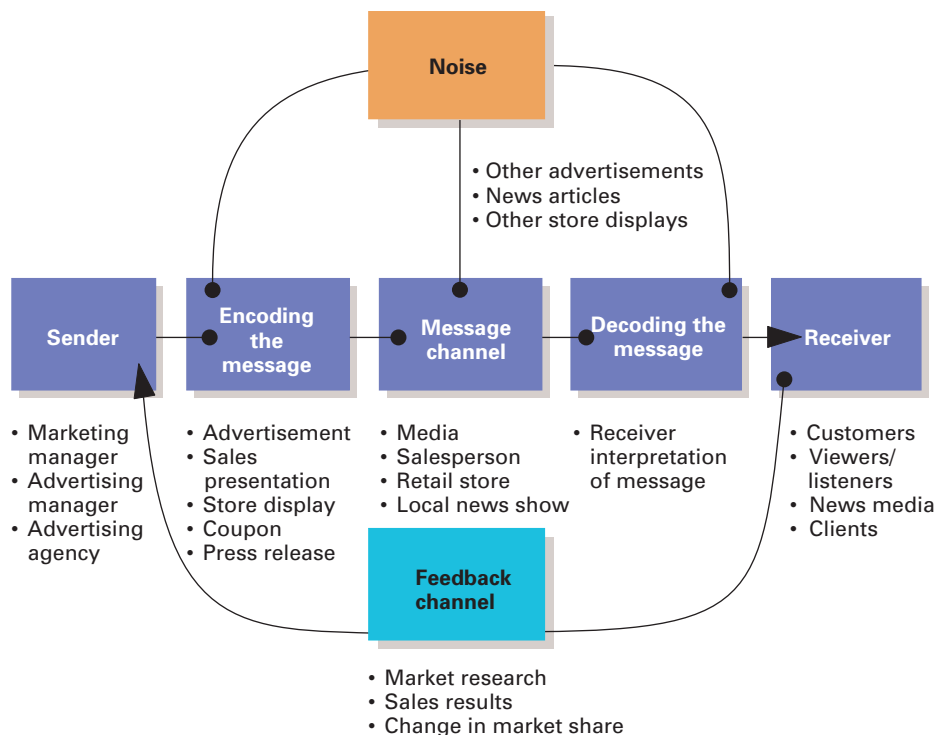 Noise
• Other advertisements
• News articles
• Other store displays
Sender
Encoding
the
message
Message
channel
Decoding the
message
Receiver
• Marketing
manager
• Advertising
manager
• Advertising
agency
• Advertisement
• Sales
presentation
• Store display
• Coupon
• Press release
• Media
• Salesperson
• Retail store
• Local news show
• Receiver
interpretation
of message
• Customers
• Viewers/
listeners
• News media
• Clients
Feedback
channel
• Market research
• Sales results
• Change in market share